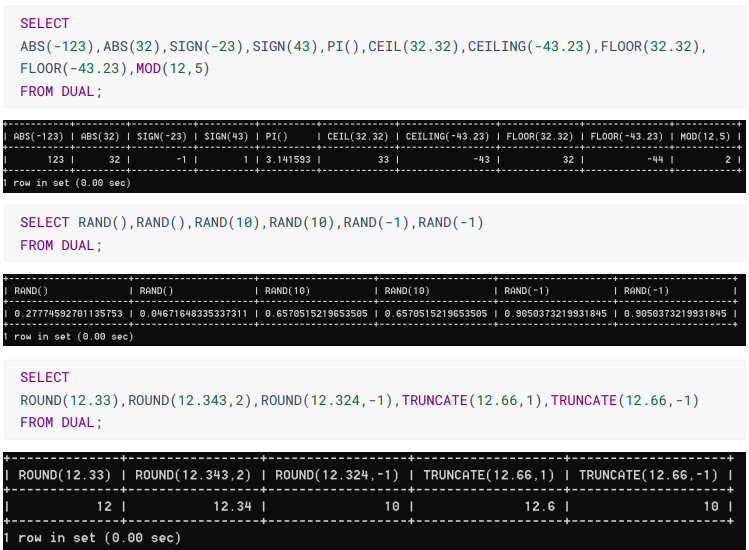 SELECT
ABS(-123),ABS(32),SIGN(-23),SIGN(43),PI(),CEIL(32.32),CEILING(-43.23),FLOOR(32.32),
FLOOR(-43.23),MOD(12,5)
FROM DUAL;
| ABS(-123) | ABS(32) | SIGN(-23) | SIGN(43) | PI() | CEIL(32.32) | CEILING(-43.23) | FLOOR(32.32) | FLOOR(-43.23) | MOD(12,5) |
| 123 | 32 | -1 | 1 | 3.141593 | 33 | -43 | 32 | -44 | 2 |
1 row in set (0.00 sec)
SELECT RAND(),RAND(),RAND(10),RAND(10),RAND(-1),RAND(-1)
FROM DUAL;
| RAND() | RAND() | RAND(10) | RAND(10) | RAND(-1) | RAND(-1) |
| 0.27774592701135753 | 0.04671648335337311 | 0.6570515219653505 | 0.6570515219653505 | 0.9050373219931845 | 0.9050373219931845 |
1 row in set (0.00 sec)
SELECT
ROUND(12.33),ROUND(12.343,2),ROUND(12.324,-1),TRUNCATE(12.66,1),TRUNCATE(12.66,-1)
FROM DUAL;
| ROUND(12.33) | ROUND(12.343,2) | ROUND(12.324,-1) | TRUNCATE(12.66,1) | TRUNCATE(12.66,-1) |
| 12 | 12.34 | 10 | 12.6 | 10 |
1 row in set (0.00 sec)